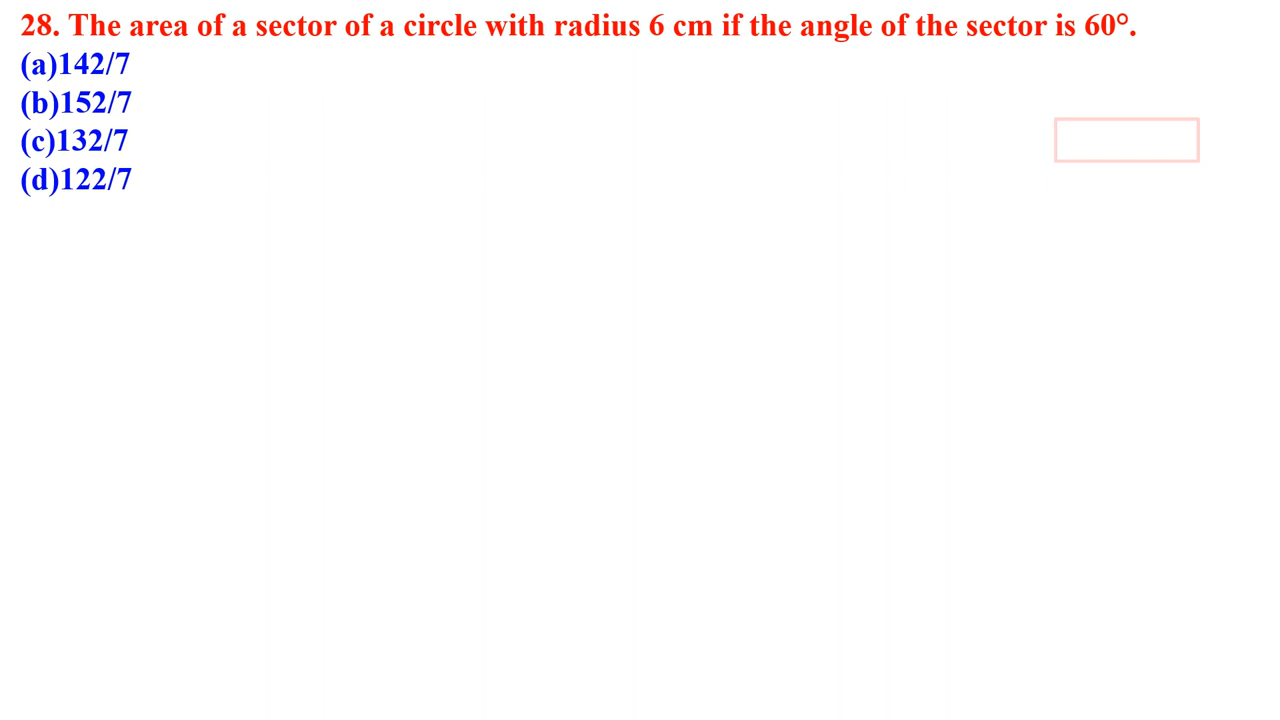 28. The area of a sector of a circle with radius 6 cm if the angle of the sector is 60°.
(a)142/7
(b)152/7
(c)132/7
(d)122/7